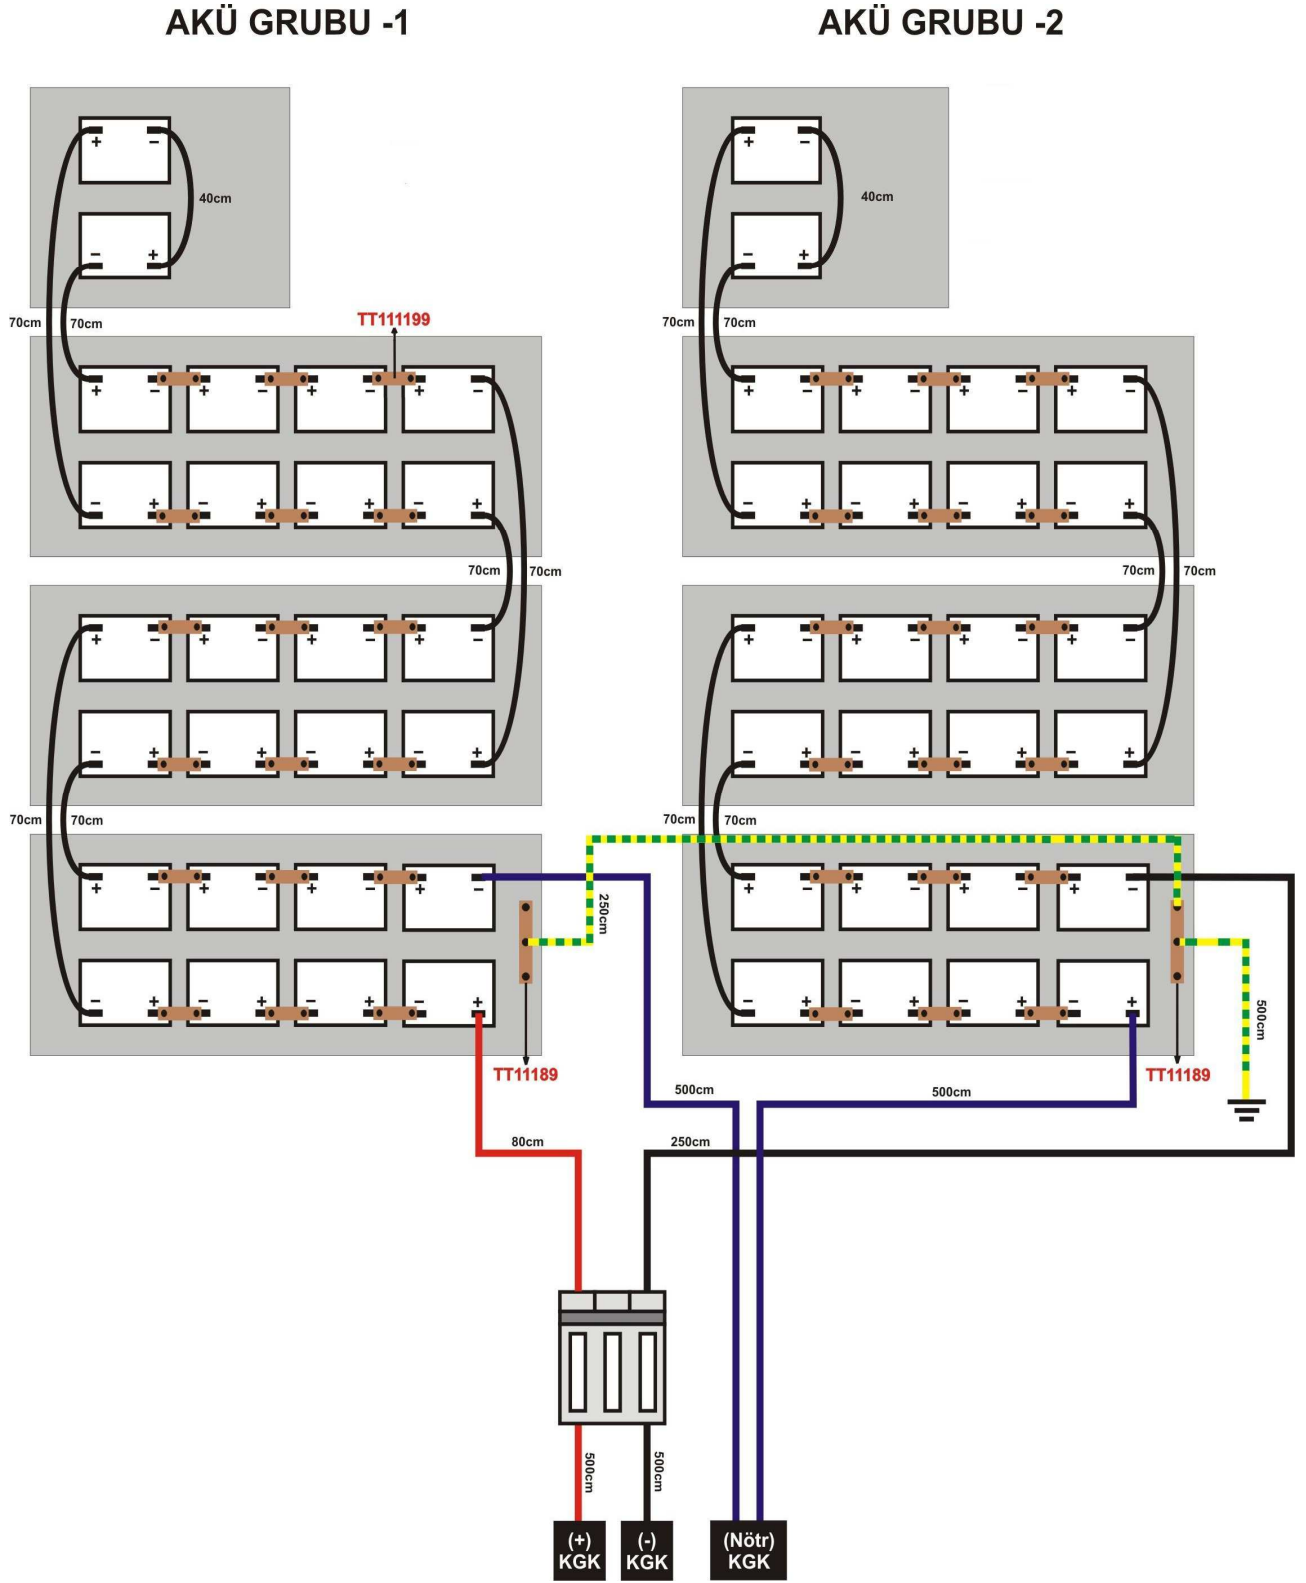 AKÜ GRUBU -1
AKÜ GRUBU -2
+ −
+ −
40cm
40cm
− +
− +
70cm
70cm
TT111199
70cm
70cm
+ − + − + − + −
+ − + − + − + −
− + − + − + − +
− + − + − + − +
70cm
70cm
70cm
70cm
+ − + − + − + −
+ − + − + − + −
− + − + − + − +
− + − + − + − +
70cm
70cm
70cm
70cm
+ − + − + − + −
+ − + − + − + −
250cm
− + − + − + − +
− + − + − + − +
500cm
TT11189
TT11189
500cm
500cm
80cm
250cm
500cm
500cm
(+)
KGK
(-)
KGK
(Nötr)
KGK